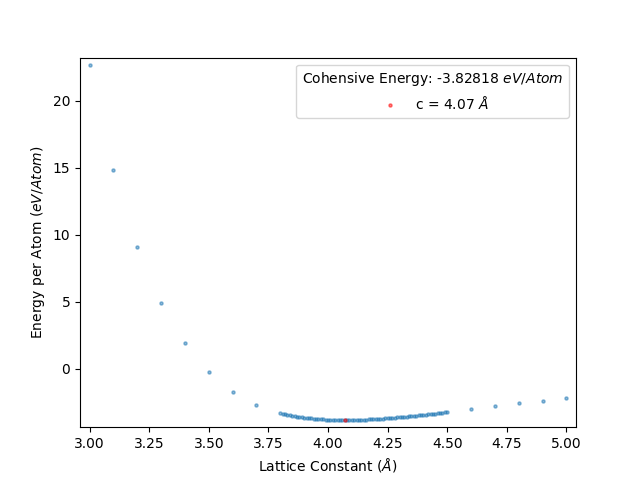 Cohensive Energy: -3.82818 eV/Atom
c = 4.07 Å
Energy per Atom (eV/Atom)
20
15
10
5
0
3.00 3.25 3.50 3.75 4.00 4.25 4.50 4.75 5.00
Lattice Constant (Å)